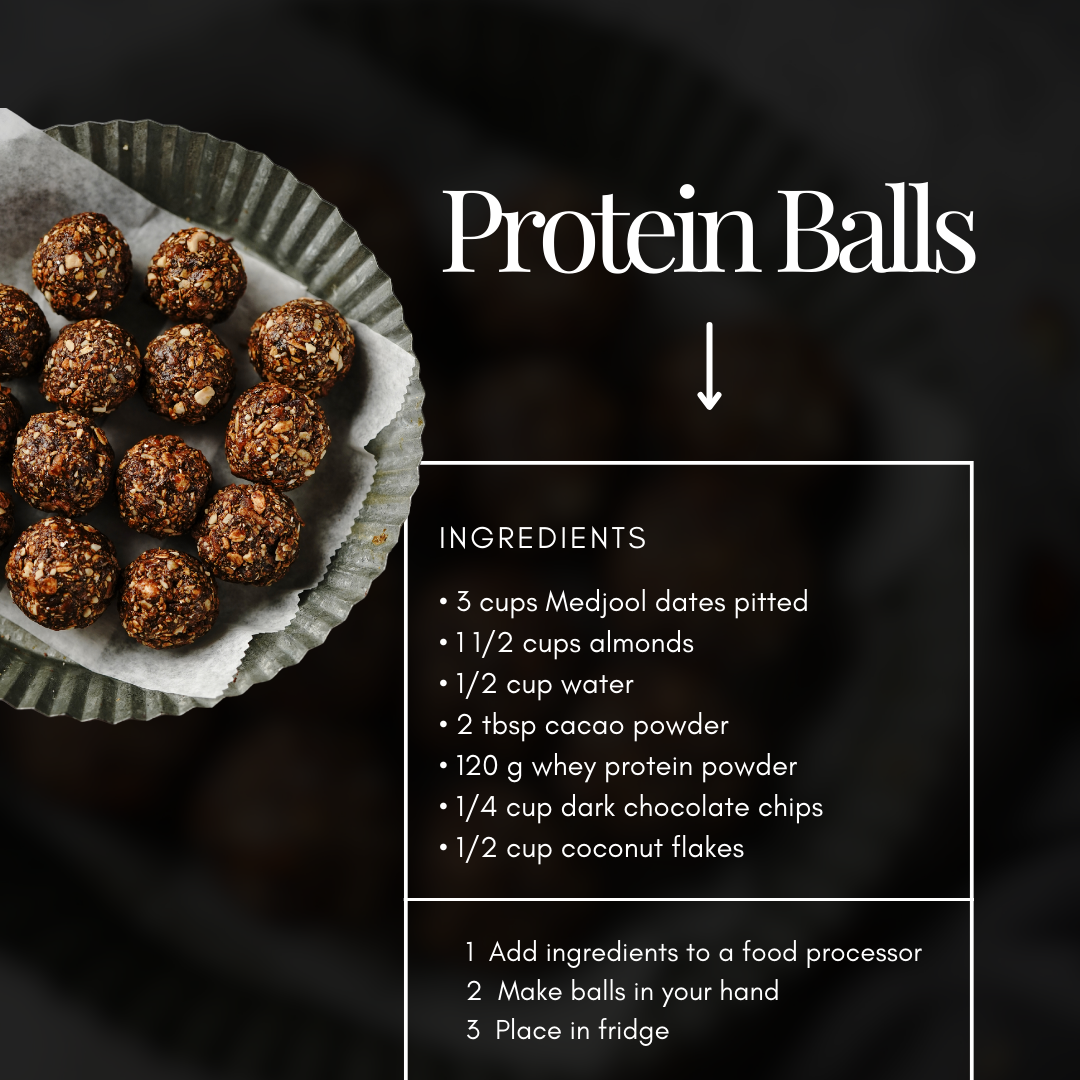 Protein Balls
INGREDIENTS
• 3 cups Medjool dates pitted
• 1 1/2 cups almonds
• 1/2 cup water
• 2 tbsp cacao powder
• 120 g whey protein powder
• 1/4 cup dark chocolate chips
• 1/2 cup coconut flakes
1 Add ingredients to a food processor
2 Make balls in your hand
3 Place in fridge